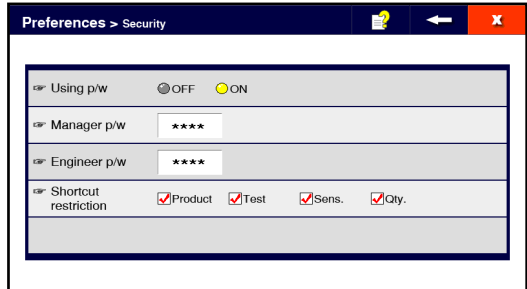 Preferences > Security
X
☞ Using p/w OFF ON
☞ Manager p/w ****
☞ Engineer p/w ****
☞ Shortcut
restriction Product Test Sens. Qty.